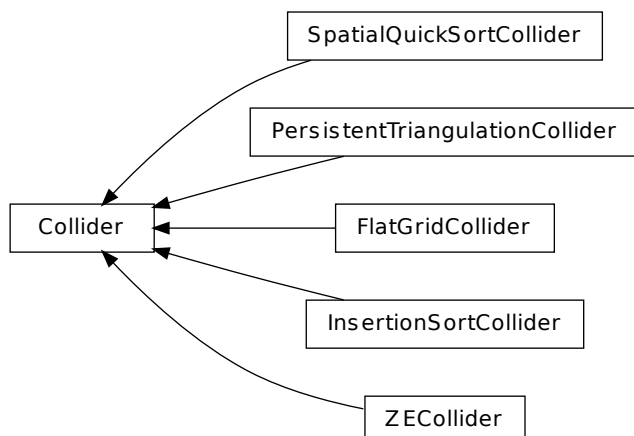 SpatialQuickSortCollider
PersistentTriangulationCollider
Collider
FlatGridCollider
InsertionSortCollider
ZECollider